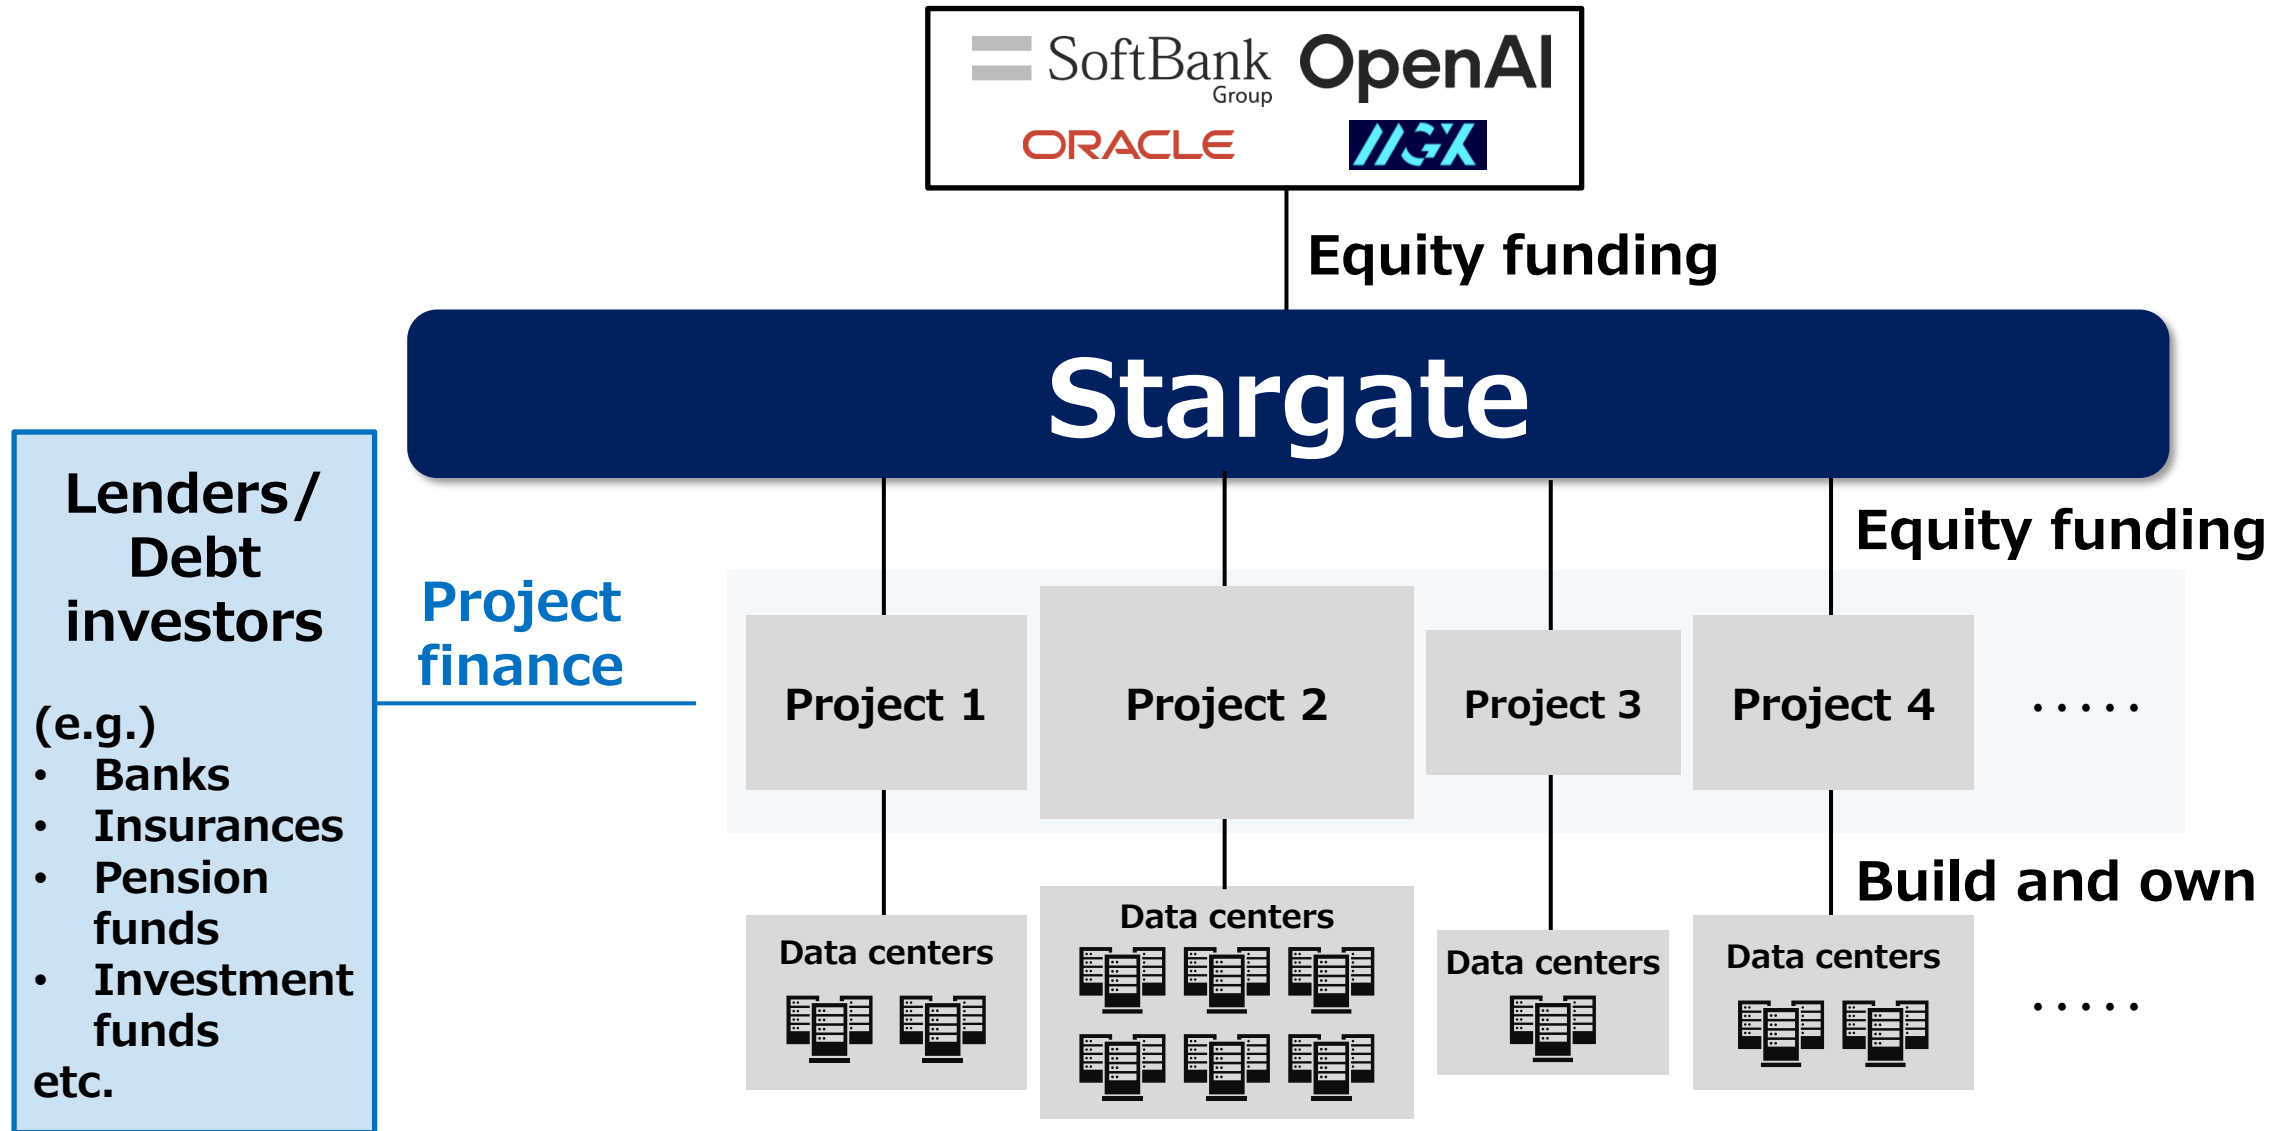 SoftBank
Group
OpenAI
ORACLE
MGX
Equity funding
Stargate
Lenders/
Debt
investors
(e.g.)
• Banks
• Insurances
• Pension
funds
• Investment
funds
etc.
Project
finance
Equity funding
Project 1
Project 2
Project 3
Project 4
·····
Build and own
Data centers
Data centers
Data centers
Data centers
·····